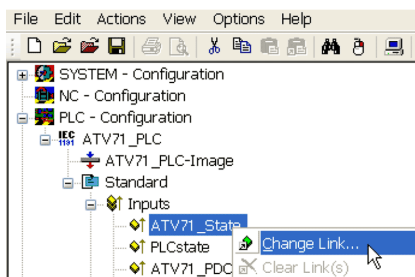 File Edit Actions View Options Help
SYSTEM - Configuration
NC - Configuration
PLC - Configuration
IEC 1131 ATV71_PLC
ATV71_PLC-Image
Standard
Inputs
ATV71_State
PLCstate
Change Link...
ATV71_PDO
Clear Link(s)